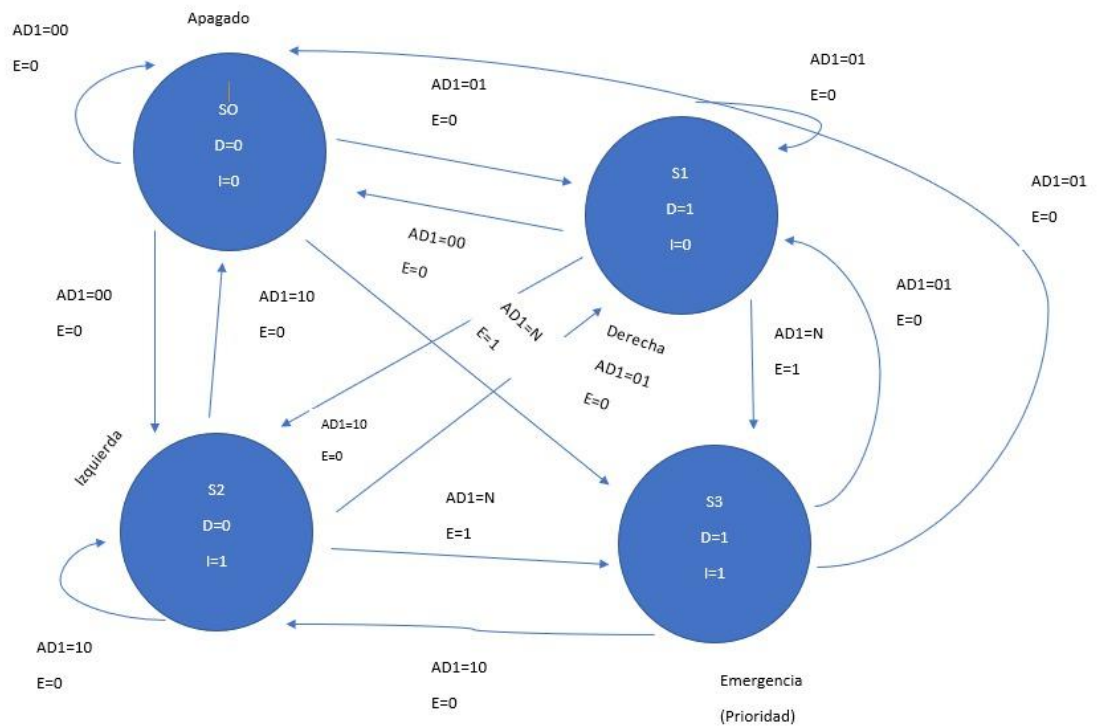 Apagado
AD1=00
E=0
SO
D=0
I=0
AD1=01
E=0
AD1=01
E=0
S1
D=1
I=0
AD1=01
E=0
AD1=00
E=0
AD1=00
E=0
AD1=10
E=0
AD1=N
E=1
Derecha
AD1=01
E=0
AD1=01
E=0
AD1=N
E=1
Izquierda
AD1=10
E=0
S2
D=0
I=1
AD1=N
E=1
S3
D=1
I=1
AD1=10
E=0
AD1=10
E=0
Emergencia
(Prioridad)